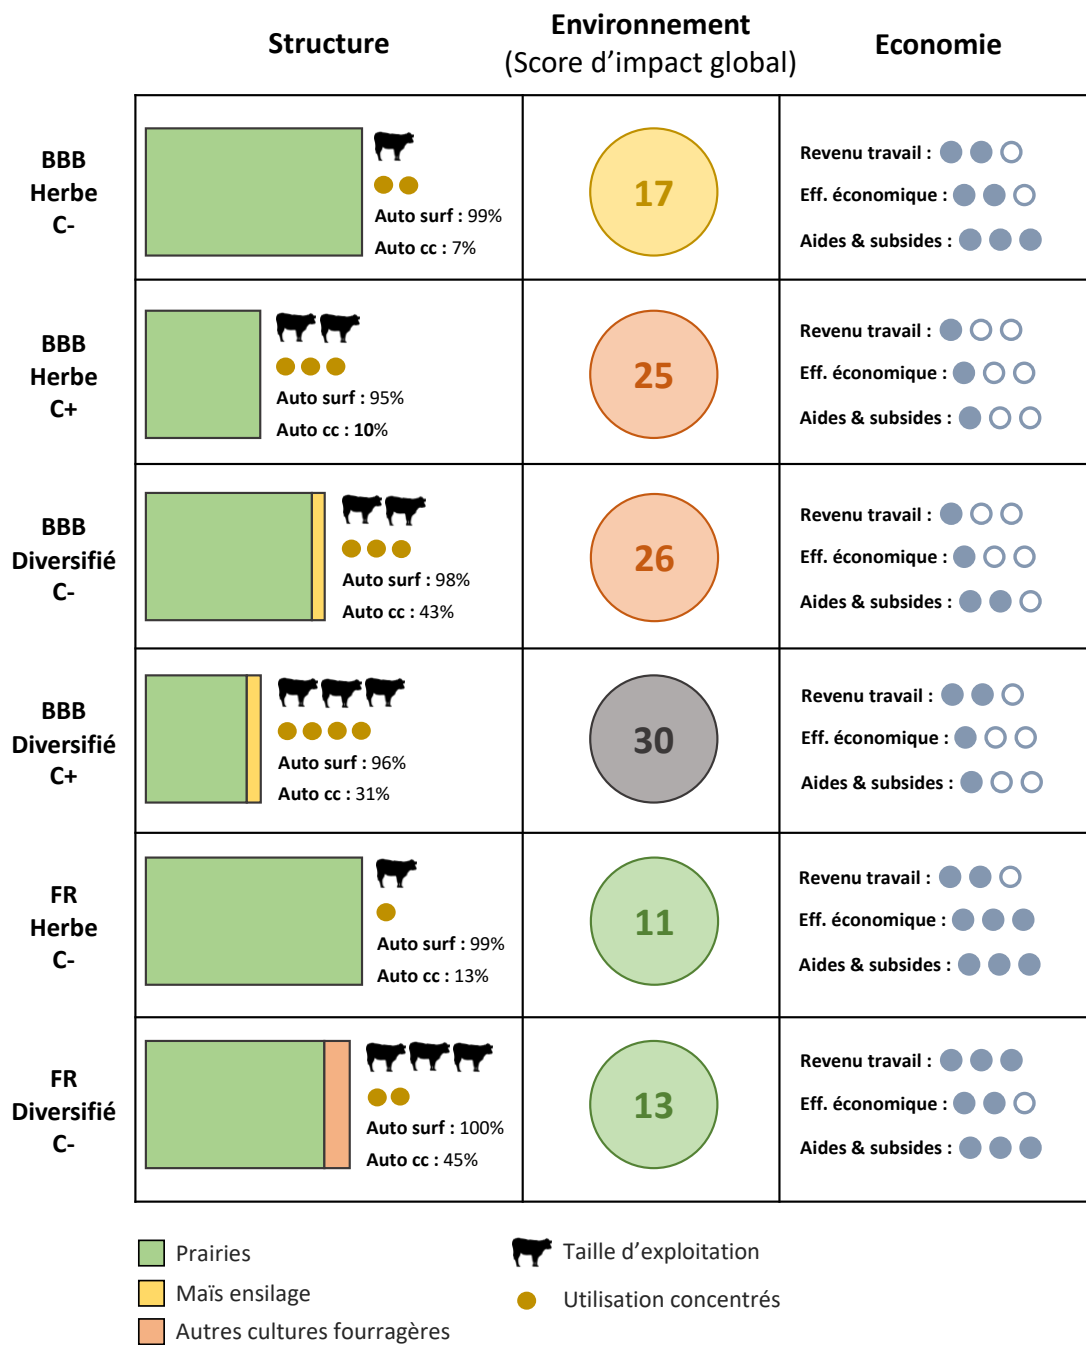 Structure
Environnement
(Score d'impact global)
Economie
BBB
Herbe
C-
Auto surf : 99%
Auto cc : 7%
17
Revenu travail :
Eff. économique :
Aides & subsides :
BBB
Herbe
C+
Auto surf : 95%
Auto cc : 10%
25
Revenu travail :
Eff. économique :
Aides & subsides :
BBB
Diversifié
C-
Auto surf : 98%
Auto cc : 43%
26
Revenu travail :
Eff. économique :
Aides & subsides :
BBB
Diversifié
C+
Auto surf : 96%
Auto cc : 31%
30
Revenu travail :
Eff. économique :
Aides & subsides :
FR
Herbe
C-
Auto surf : 99%
Auto cc : 13%
11
Revenu travail :
Eff. économique :
Aides & subsides :
FR
Diversifié
C-
Auto surf : 100%
Auto cc : 45%
13
Revenu travail :
Eff. économique :
Aides & subsides :
Prairies
Maïs ensilage
Autres cultures fourragères
Taille d'exploitation
Utilisation concentrés